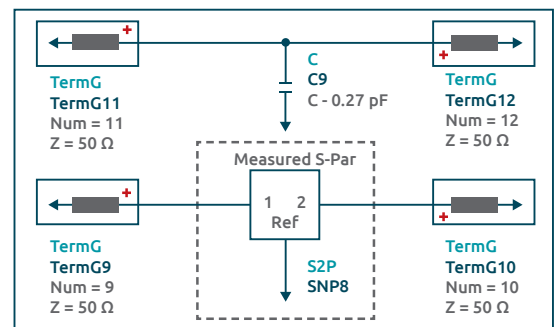 +
+
C
C9
C - 0.27 pF
TermG
TermG11
Num = 11
Z = 50 Ω
TermG
TermG12
Num = 12
Z = 50 Ω
Measured S-Par
+
+
1 2
Ref
S2P
SNP8
TermG
TermG9
Num = 9
Z = 50 Ω
TermG
TermG10
Num = 10
Z = 50 Ω